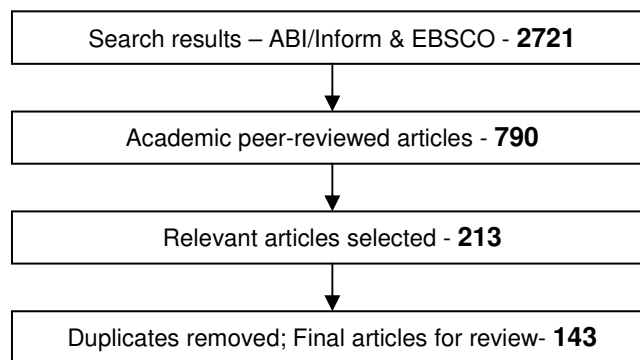 Search results – ABI/Inform & EBSCO - 2721
Academic peer-reviewed articles - 790
Relevant articles selected - 213
Duplicates removed; Final articles for review- 143